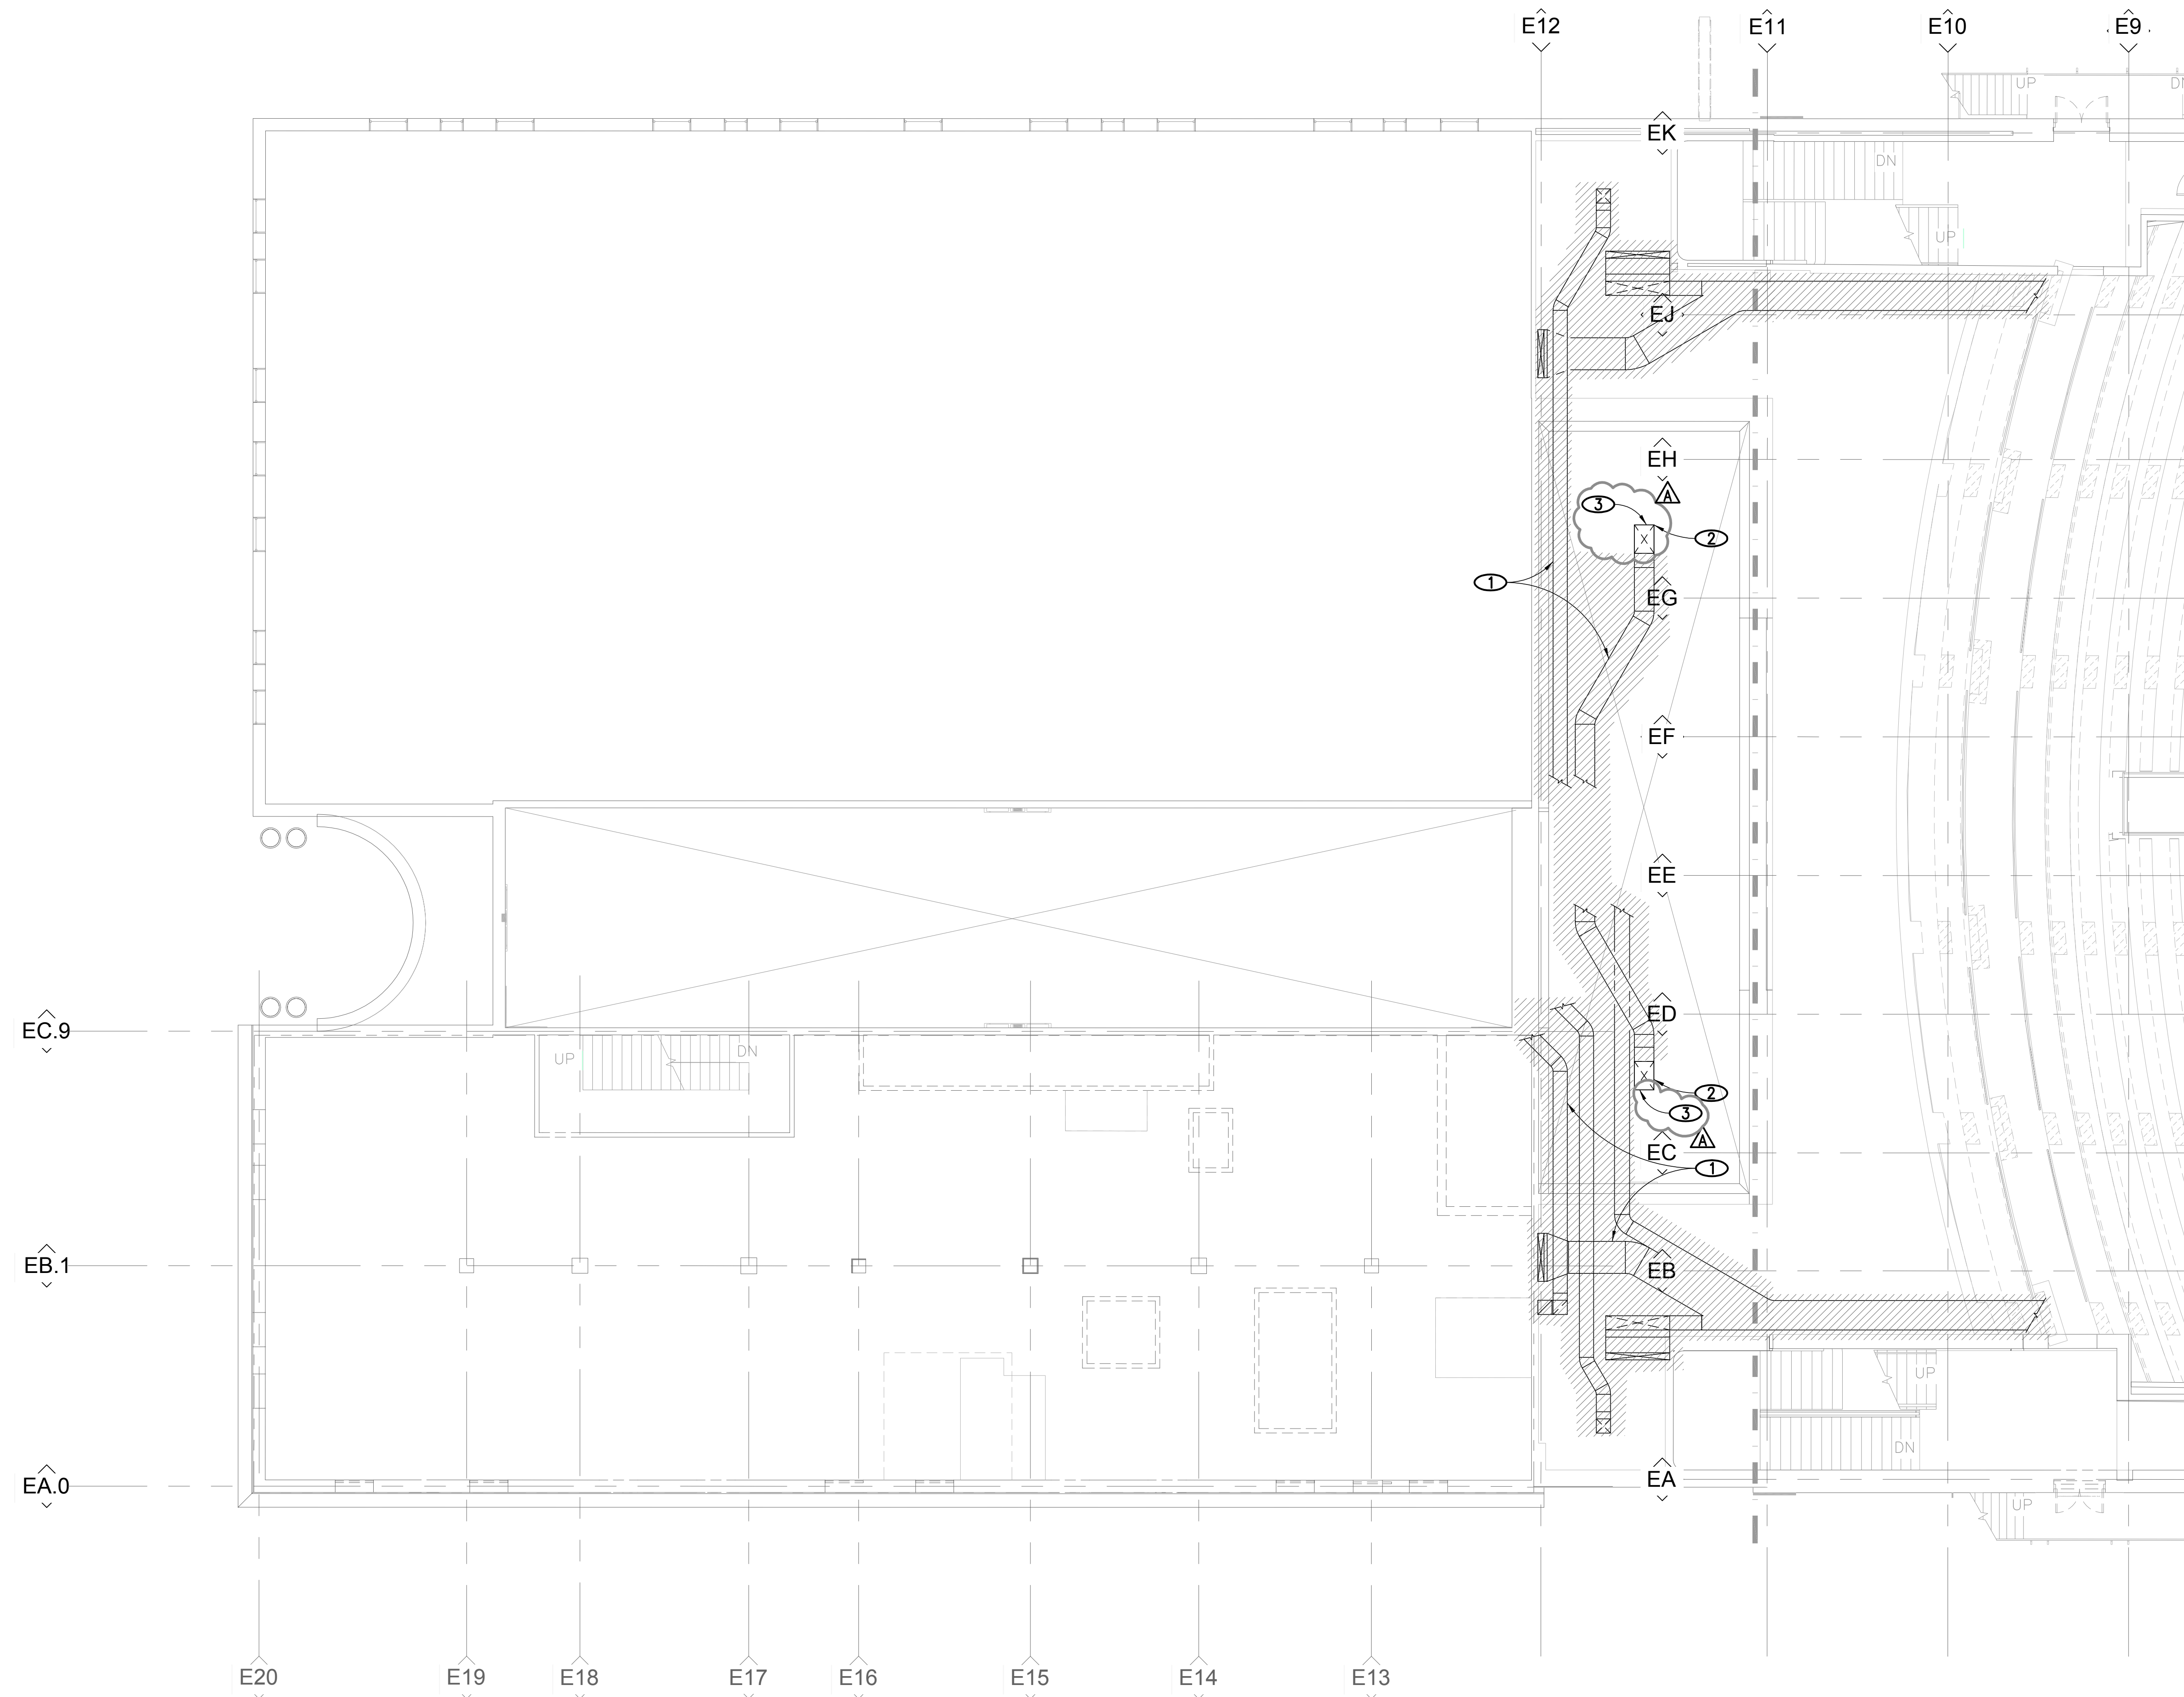 E12 E11 E10 E9
UP
EK
DN
UP
EJ
EH
A
3
2
1
EG
EF
EE
ED
EC.9
UP DN
2
3
A
EC
1
EB.1
EB
UP
DN
EA
EA.0
UP
E20 E19 E18 E17 E16 E15 E14 E13